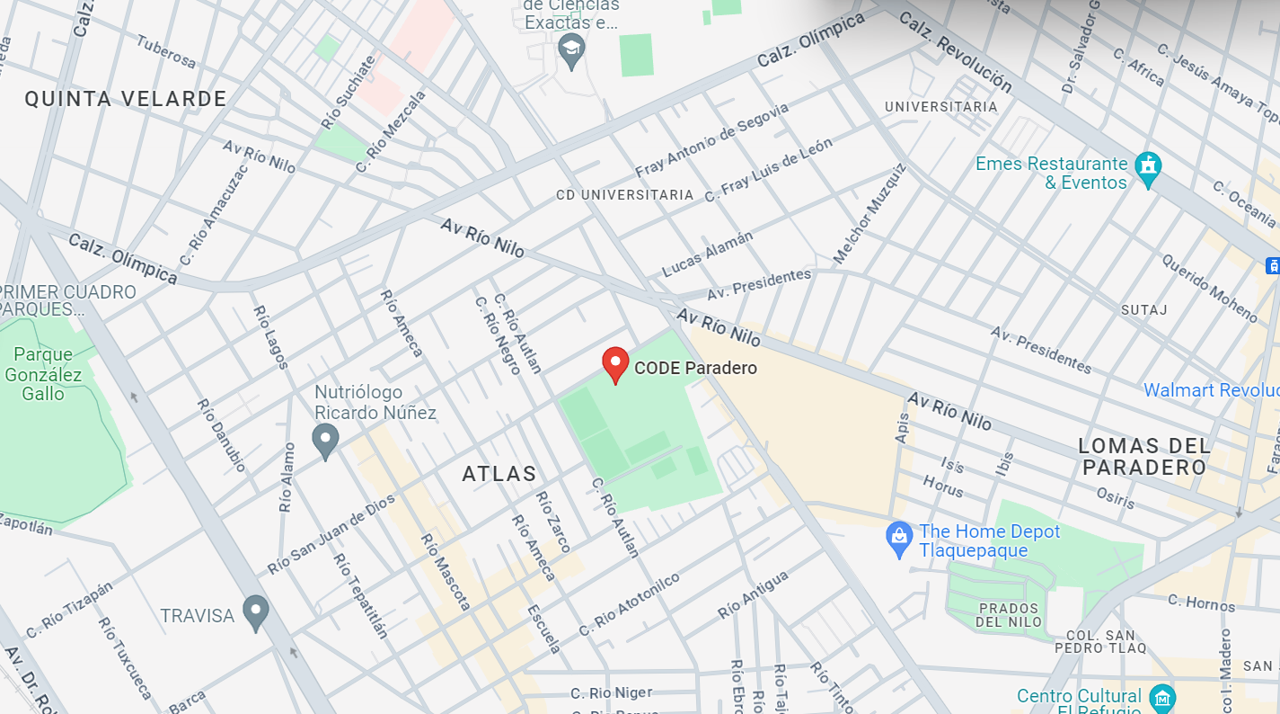 de Ciencias
Exactas e...
Calz.
Tuberosa
QUINTA VELARDE
Río Suchiate
C. Río Mezcala
Av Río Nilo
C. Río Amacuzac
Calz. Olímpica
Calz. Olímpica
Calz. Revolución
Dr. Salvador G
C. Africa
C. Jesús Amaya Top
UNIVERSITARIA
Fray Antonio de Segovia
C. Fray Luis de León
CD UNIVERSITARIA
Emes Restaurante
& Eventos
C. Oceania
Melchor Muzquiz
Av Río Nilo
Lucas Alamán
Av. Presidentes
Querido Moheno
SUTAJ
PRIMER CUADRO
PARQUES...
Río Lagos
Río Ameca
C. Río Autlan
C. Río Negro
Av Río Nilo
Av. Presidentes
Parque
González
Gallo
CODE Paradero
Nutriólogo
Ricardo Núñez
Walmart Revoluc
Río Danubio
Río Alamo
Av Río Nilo
Apis
LOMAS DEL
PARADERO
Faraon
ATLAS
Isis
Ibis
Horus
Osiris
Río San Juan de Dios
Río Zarco
C. Río Autlan
Río Ameca
Zapotlán
The Home Depot
Tlaquepaque
Río Mascota
Río Tepatitlán
C. Río Tizapán
TRAVISA
Río Tuxcueca
Escuela
C. Río Atotonilco
Río Antigua
PRADOS
DEL NILO
C. Hornos
COL. SAN
PEDRO TLAQ
Av. Dr. Ro
Barca
C. Rio Niger
Río Ebro
Río
Río Tajo
Río Tinto
co I. Madero
SAN
Centro Cultural
El Refugio